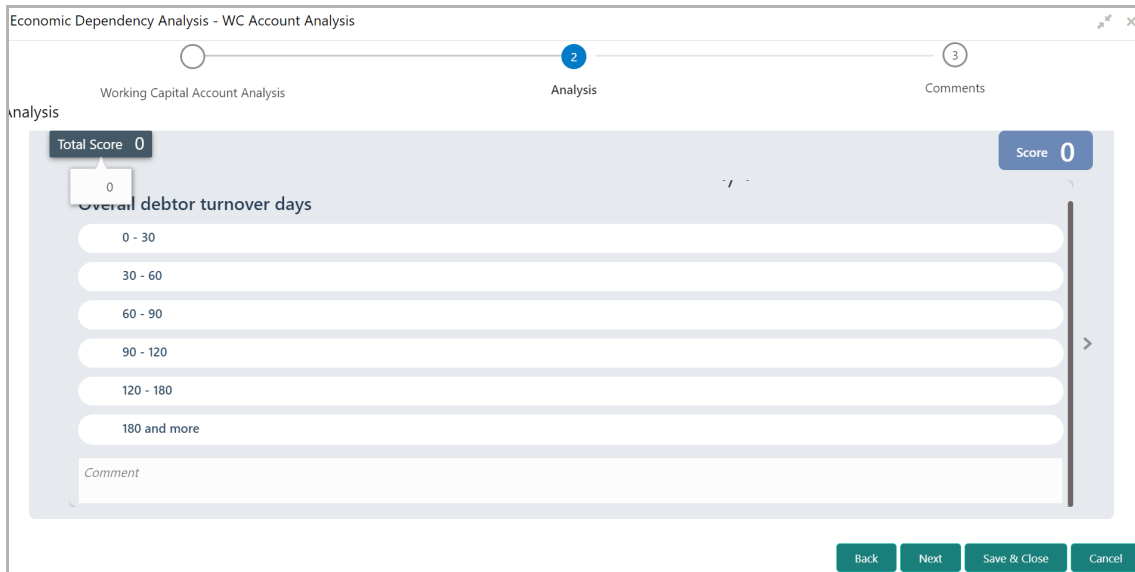 Economic Dependency Analysis - WC Account Analysis
2
3
Working Capital Account Analysis
Analysis
Comments
Analysis
Total Score 0
Score 0
0
Overall debtor turnover days
0 - 30
30 - 60
60 - 90
90 - 120
120 - 180
180 and more
Comment
Back
Next
Save & Close
Cancel